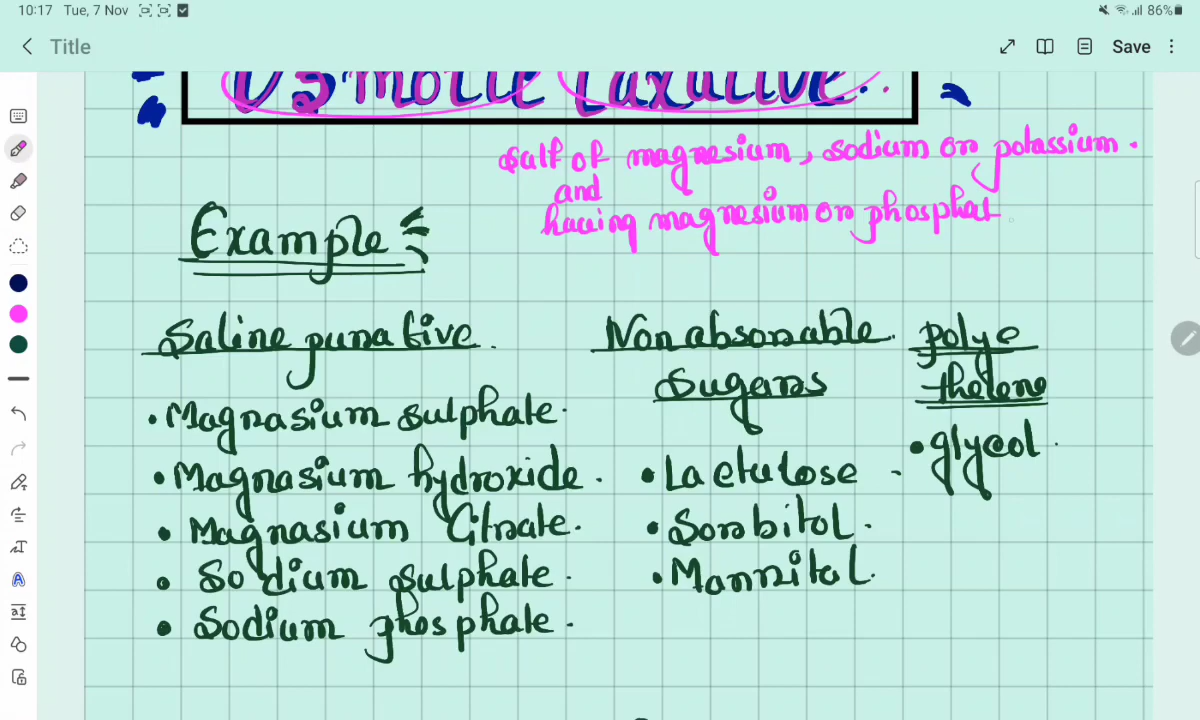 10:17 Tue, 7 Nov 86%
Title Save
Osmotic Laxative..
Salt of magnesium, sodium or potassium.
and
having magnesium or phosphat
Example
Saline purative. Nonabsorable. polye
Sugars thelene
• Magnasium sulphate. • glycol.
• Magnasium hydroxide. • Lactulose
• Magnasium Citrate. • Sorbitol.
• Sodium sulphate. • Mannitol.
• Sodium phosphate.